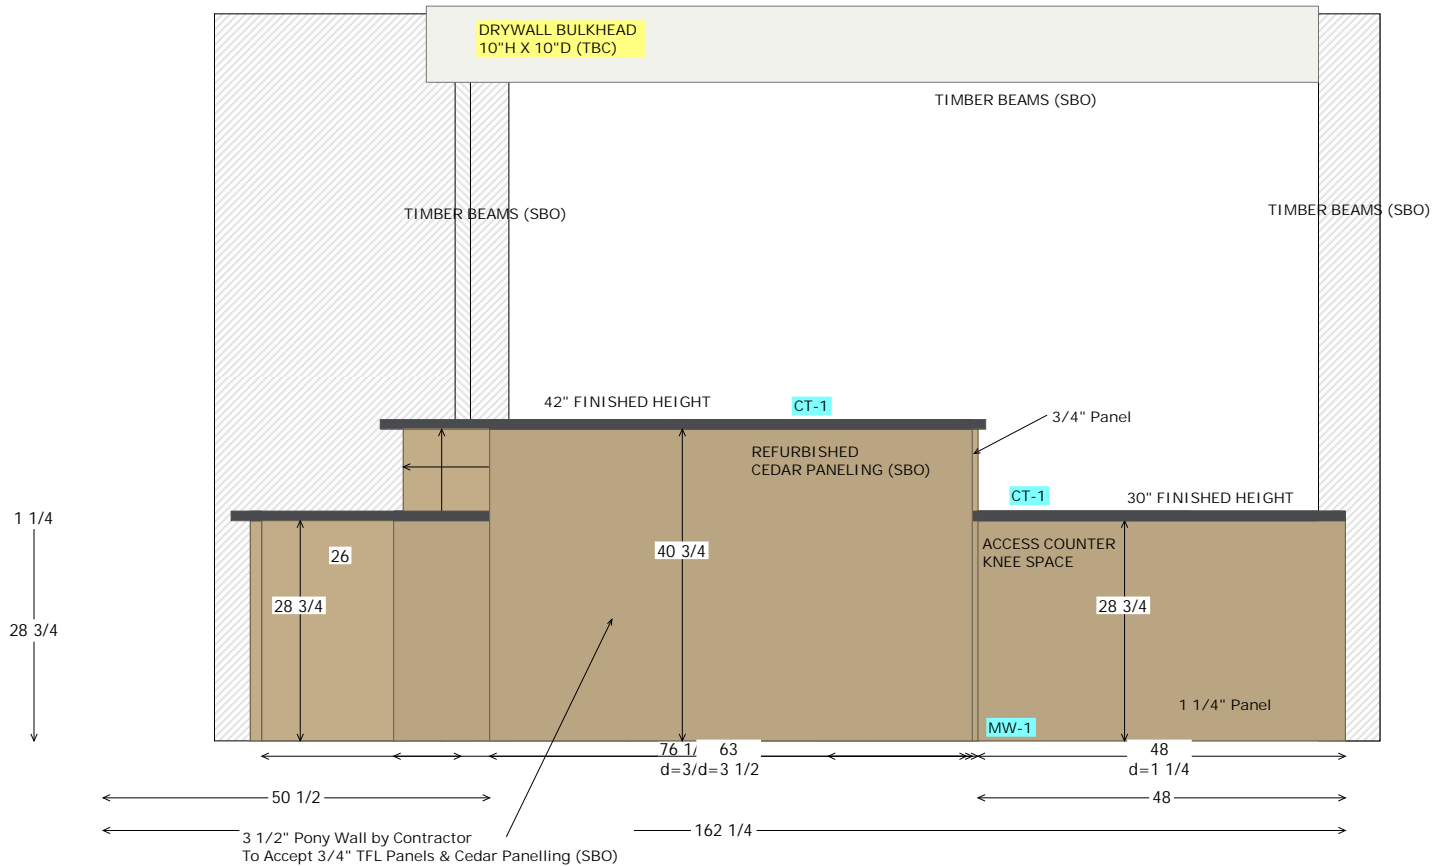 DRYWALL BULKHEAD
10"H X 10"D (TBC)
TIMBER BEAMS (SBO)
TIMBER BEAMS (SBO)
TIMBER BEAMS (SBO)
42" FINISHED HEIGHT
CT-1
3/4" Panel
REFURBISHED
CEDAR PANELING (SBO)
CT-1
30" FINISHED HEIGHT
1 1/4
ACCESS COUNTER
KNEE SPACE
26
40 3/4
28 3/4
28 3/4
28 3/4
1 1/4" Panel
MW-1
76 1/
63
48
d=3/
d=3 1/2
d=1 1/4
50 1/2
48
162 1/4
3 1/2" Pony Wall by Contractor
To Accept 3/4" TFL Panels & Cedar Panelling (SBO)